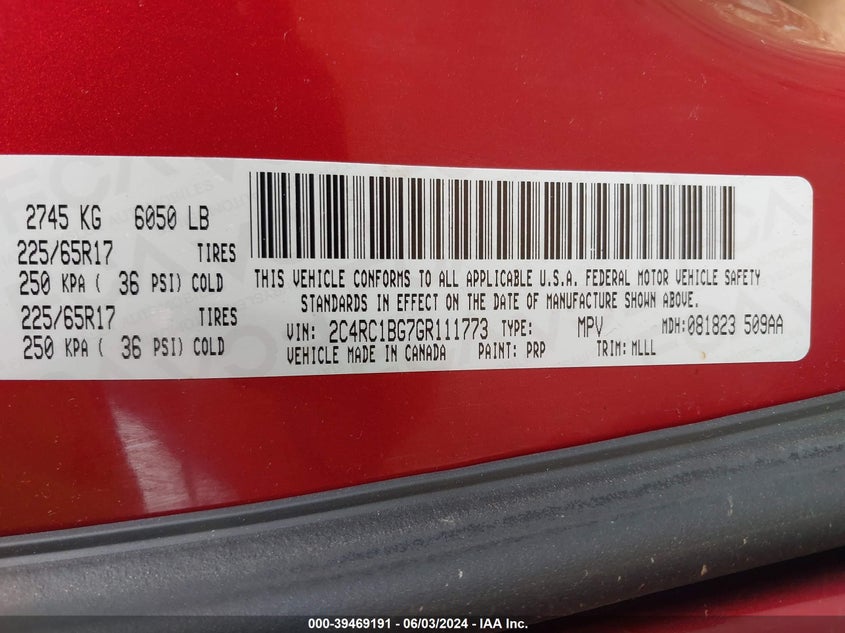 2745 KG 6050 LB
225/65R17 TIRES
250 KPA ( 36 PSI) COLD
225/65R17 TIRES
250 KPA ( 36 PSI) COLD
THIS VEHICLE CONFORMS TO ALL APPLICABLE U.S.A. FEDERAL MOTOR VEHICLE SAFETY
STANDARDS IN EFFECT ON THE DATE OF MANUFACTURE SHOWN ABOVE.
VIN: 2C4RC1BG7GR111773 TYPE: MPV MDH:081823 509AA
VEHICLE MADE IN CANADA PAINT: PRP TRIM: MLLL
000-39469191 / 06/03/2024 / IAA Inc.